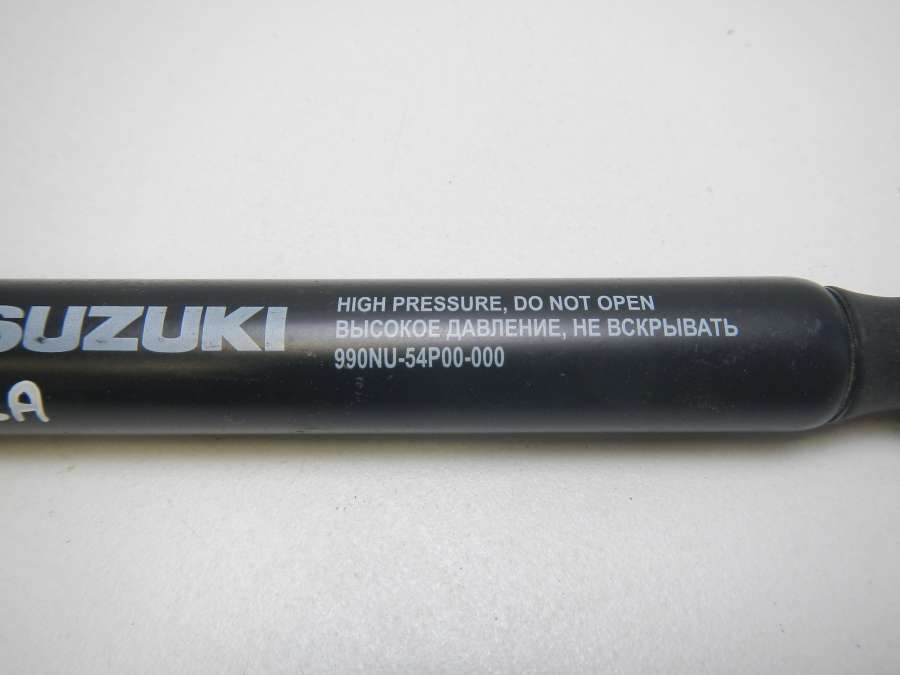 SUZUKI
HIGH PRESSURE, DO NOT OPEN
ВЫСОКОЕ ДАВЛЕНИЕ, НЕ ВСКРЫВАТЬ
990NU-54P00-000